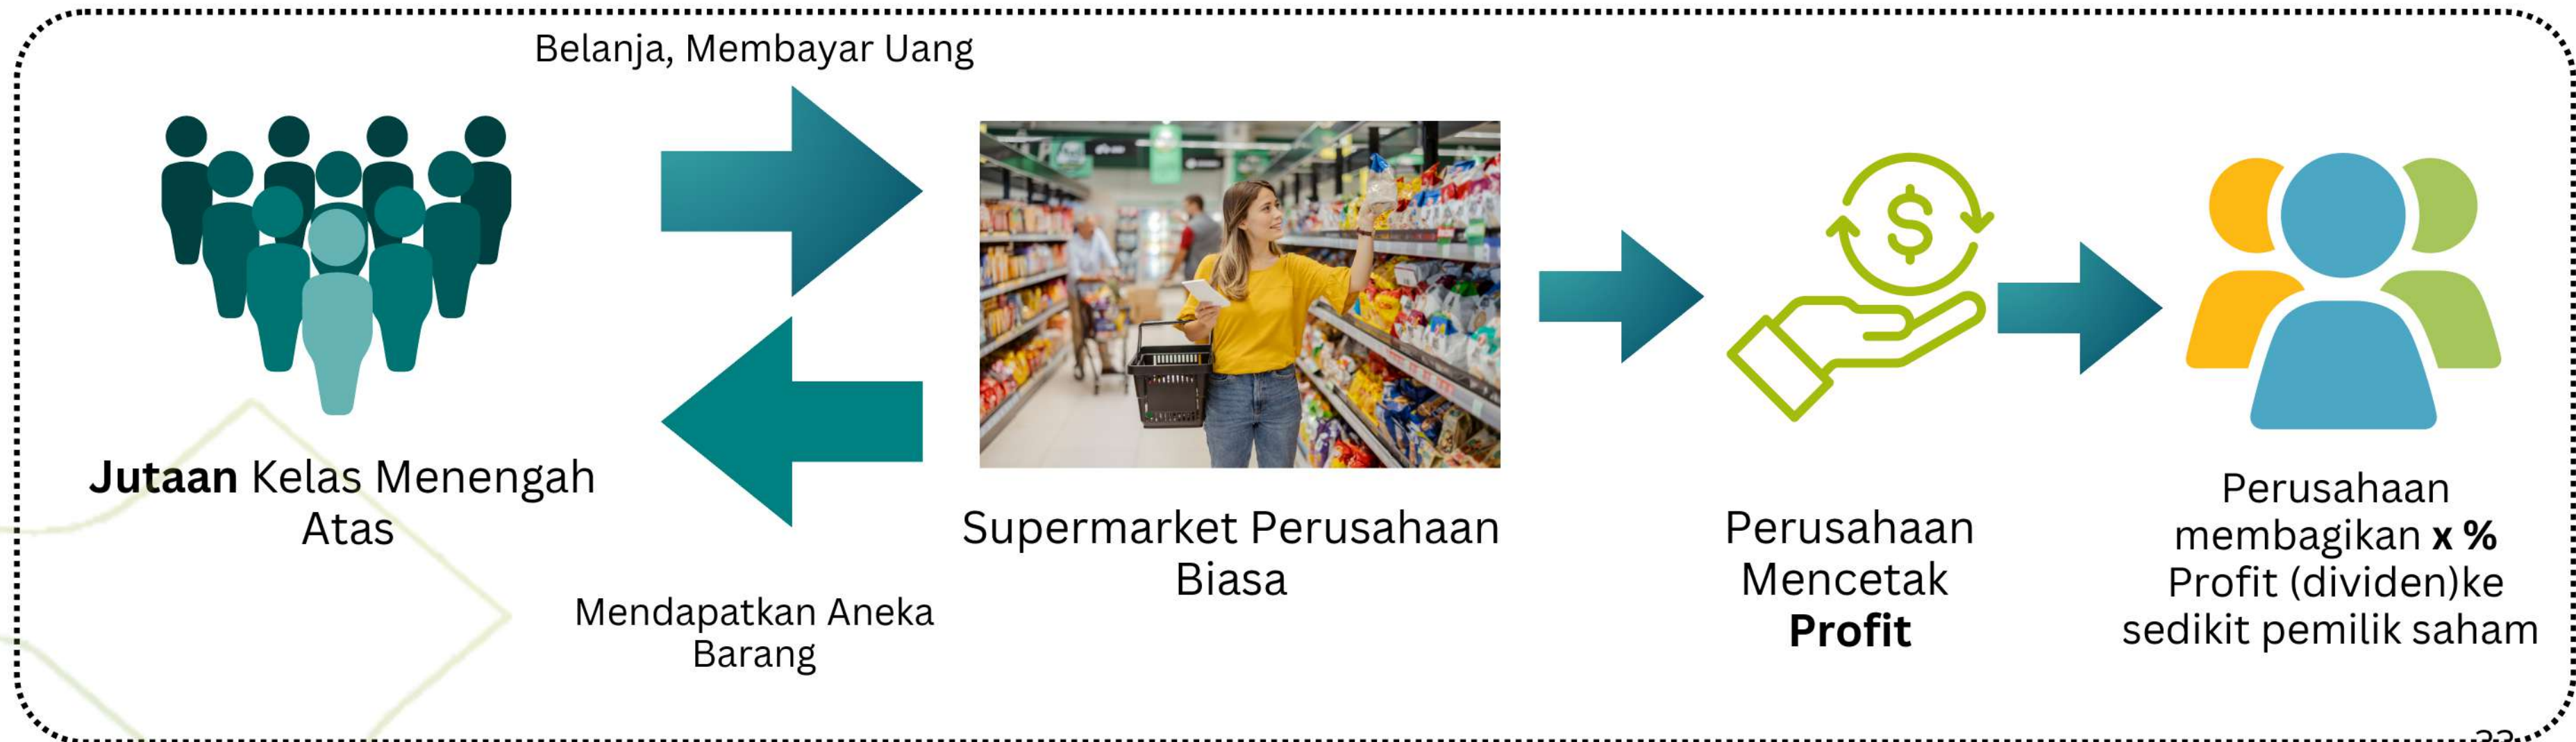 Belanja, Membayar Uang
Jutaan Kelas Menengah
Atas
Mendapatkan Aneka
Barang
Supermarket Perusahaan
Biasa
Perusahaan
Mencetak
Profit
Perusahaan
membagikan x %
Profit (dividen)ke
sedikit pemilik saham